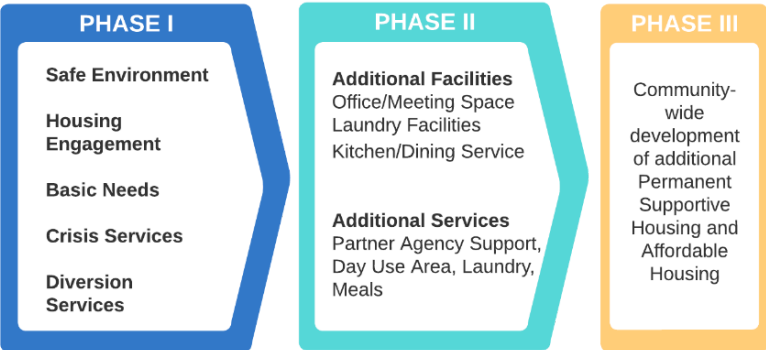 PHASE I
Safe Environment
Housing
Engagement
Basic Needs
Crisis Services
Diversion
Services
PHASE II
Additional Facilities
Office/Meeting Space
Laundry Facilities
Kitchen/Dining Service
Additional Services
Partner Agency Support,
Day Use Area, Laundry,
Meals
PHASE III
Community-
wide
development
of additional
Permanent
Supportive
Housing and
Affordable
Housing